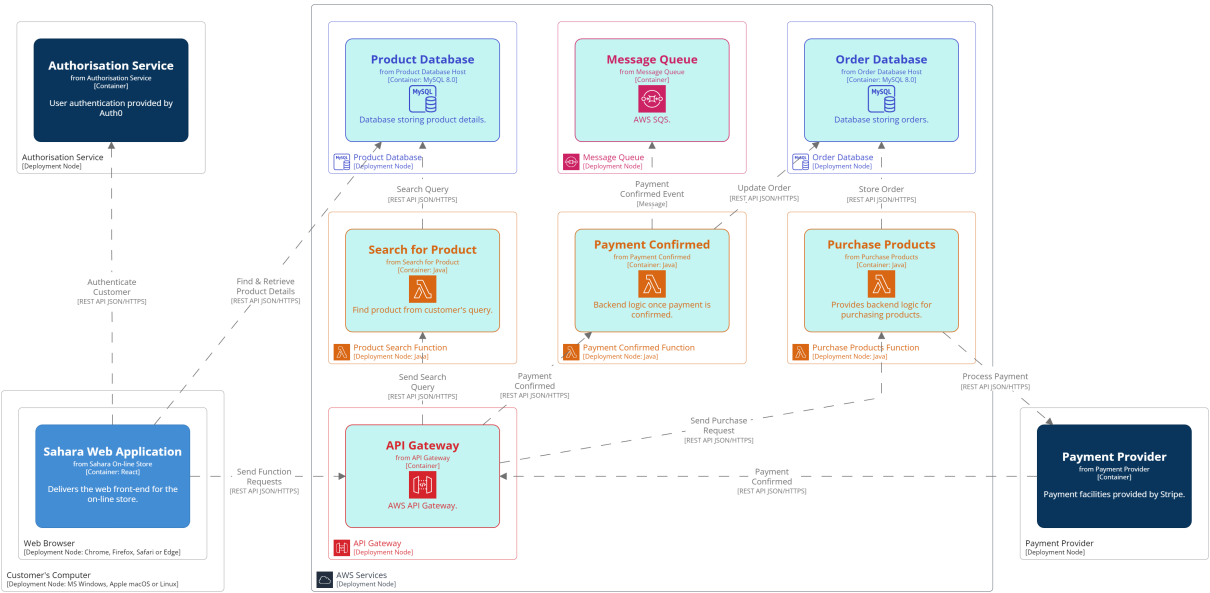 Authorisation Service
from Authorisation Service
[Container]
User authentication provided by
Auth0
Authorisation Service
[Deployment Node]
Product Database
from Product Database Host
[Container: MySQL 8.0]
MySQL
Database storing product details.
MySQL
Product Database
[Deployment Node]
Message Queue
from Message Queue
[Container]
AWS SQS.
Message Queue
[Deployment Node]
Order Database
from Order Database Host
[Container: MySQL 8.0]
MySQL
Database storing orders.
MySQL
Order Database
[Deployment Node]
Search Query
[REST API JSON/HTTPS]
Payment
Confirmed Event
[Message]
Update Order
[REST API JSON/HTTPS]
Store Order
[REST API JSON/HTTPS]
Authenticate
Customer
[REST API JSON/HTTPS]
Find & Retrieve
Product Details
[REST API JSON/HTTPS]
Search for Product
from Search for Product
[Container: Java]
Find product from customer's query.
Product Search Function
[Deployment Node: Java]
Payment Confirmed
from Payment Confirmed
[Container: Java]
Backend logic once payment is
confirmed.
Payment Confirmed Function
[Deployment Node: Java]
Purchase Products
from Purchase Products
[Container: Java]
Provides backend logic for
purchasing products.
Purchase Products Function
[Deployment Node: Java]
Send Search
Query
[REST API JSON/HTTPS]
Payment
Confirmed
[REST API JSON/HTTPS]
Process Payment
[REST API JSON/HTTPS]
Send Purchase
Request
[REST API JSON/HTTPS]
Sahara Web Application
from Sahara On-line Store
[Container: React]
Delivers the web front-end for the
on-line store.
Web Browser
[Deployment Node: Chrome, Firefox, Safari or Edge]
Customer's Computer
[Deployment Node: MS Windows, Apple macOS or Linux]
Send Function
Requests
[REST API JSON/HTTPS]
API Gateway
from API Gateway
[Container]
AWS API Gateway.
API Gateway
[Deployment Node]
Payment
Confirmed
[REST API JSON/HTTPS]
Payment Provider
from Payment Provider
[Container]
Payment facilities provided by Stripe.
Payment Provider
[Deployment Node]
AWS Services
[Deployment Node]